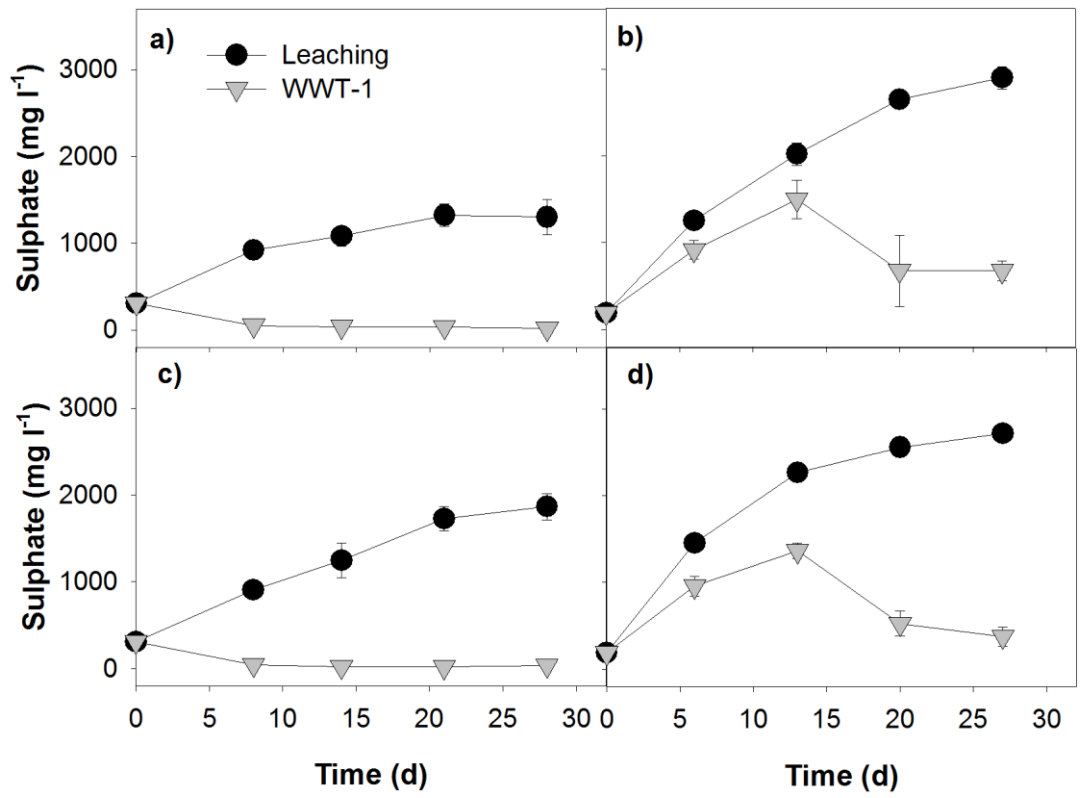 a)
Leaching
WWT-1
b)
3000
2000
1000
0
Sulphate (mg l⁻¹)
c)
d)
3000
2000
1000
0
Sulphate (mg l⁻¹)
0 5 10 15 20 25 30 0 5 10 15 20 25 30
Time (d) Time (d)